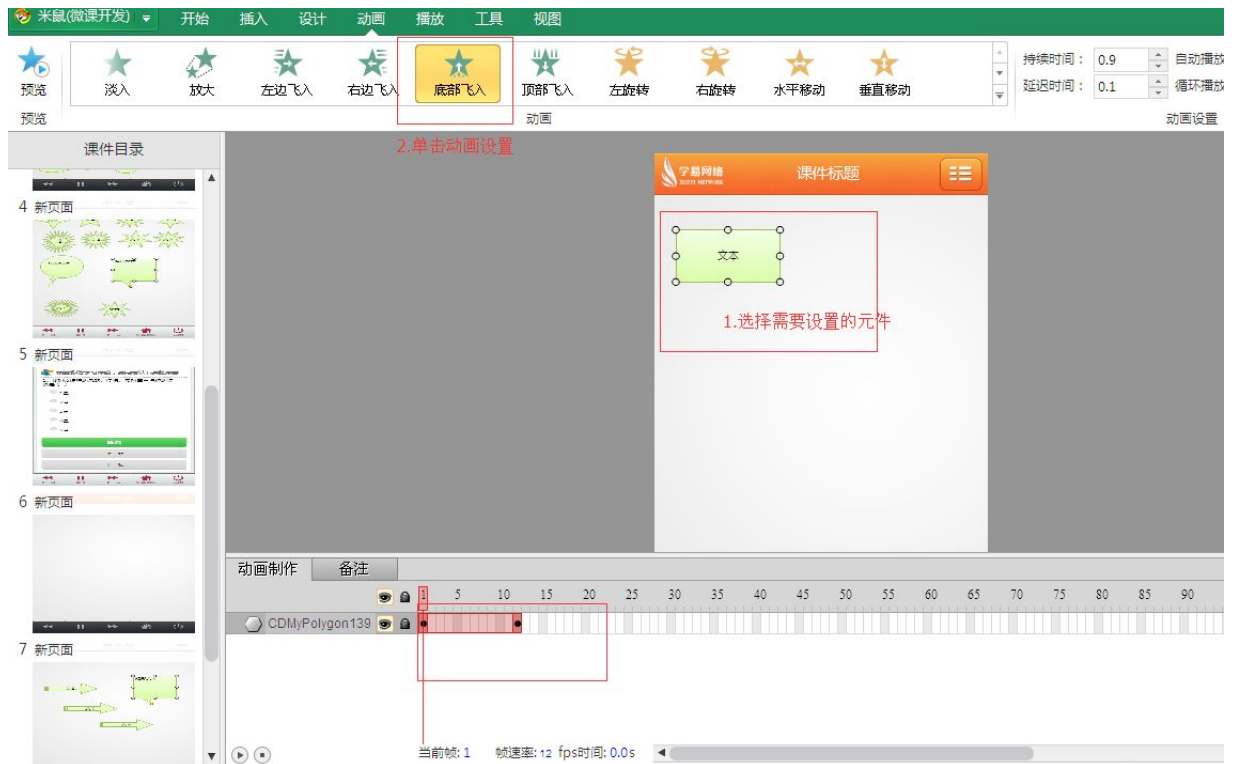 米鼠(微课开发)
开始 插入 设计 动画 播放 工具 视图
预览 淡入 放大 左边飞入 右边飞入 底部飞入 顶部飞入 左旋转 右旋转 水平移动 垂直移动
持续时间： 0.9 自动播放
延迟时间： 0.1 循环播放
预览 动画 动画设置
2.单击动画设置
课件目录
学易网络 课件标题
4 新页面
文本
1.选择需要设置的元件
5 新页面
6 新页面
动画制作 备注
1 5 10 15 20 25 30 35 40 45 50 55 60 65 70 75 80 85 90
CDMyPolygon139
7 新页面
当前帧: 1 帧速率: 12 fps时间: 0.0 s